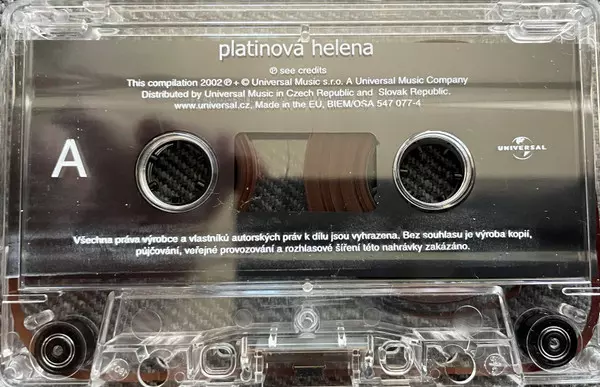 platinová helena
℗ see credits
This compilation 2002 ℗ + © Universal Music s.r.o. A Universal Music Company
Distributed by Universal Music in Czech Republic and Slovak Republic.
www.universal.cz, Made in the EU, BIEM/OSA 547 077-4
A
UNIVERSAL
Všechna práva výrobce a vlastníků autorských práv k dílu jsou vyhrazena. Bez souhlasu je výroba kopií,
půjčování, veřejné provozování a rozhlasové šíření této nahrávky zakázáno.